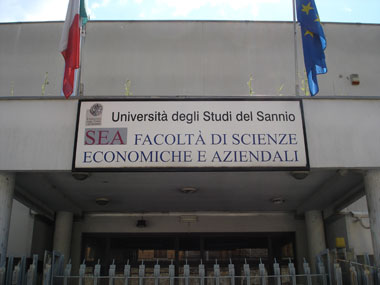 Università degli Studi del Sannio
SEA FACOLTÀ DI SCIENZE
ECONOMICHE E AZIENDALI